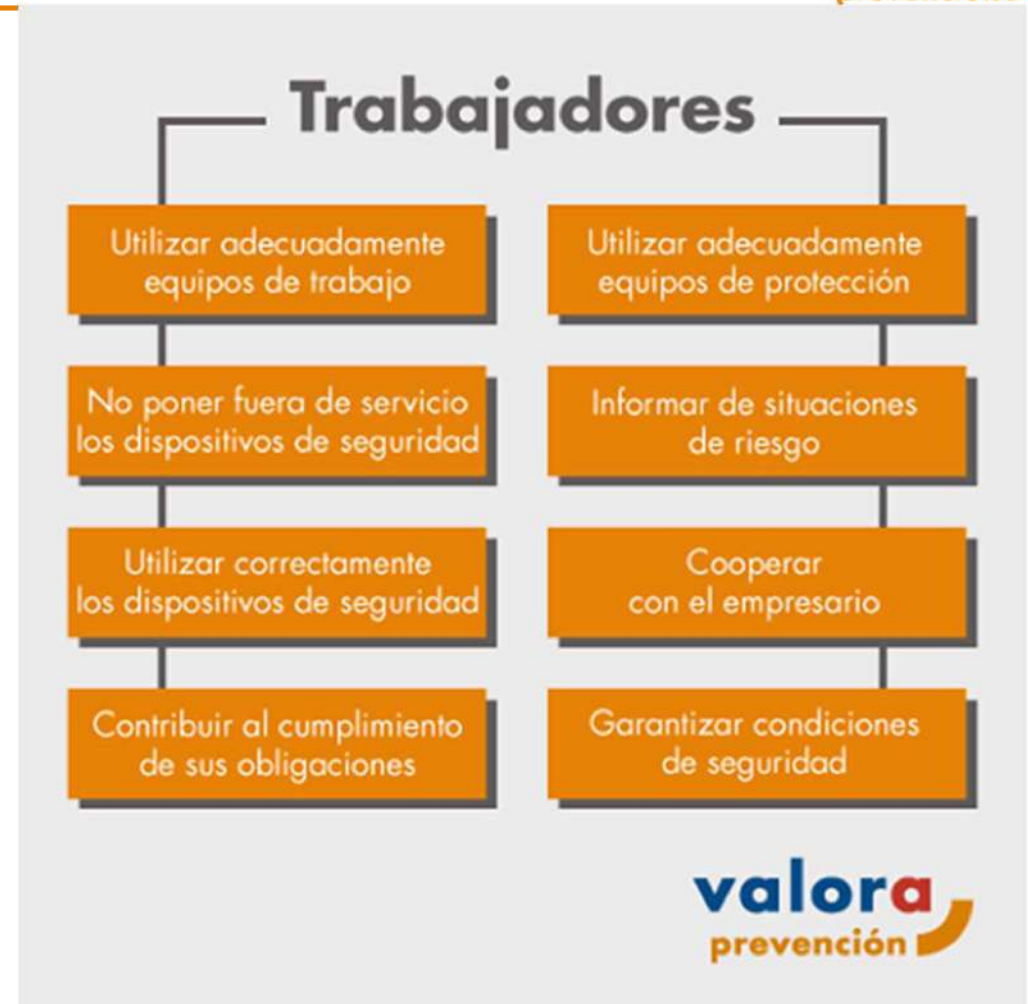 Trabajadores
Utilizar adecuadamente
equipos de trabajo
No poner fuera de servicio
los dispositivos de seguridad
Utilizar correctamente
los dispositivos de seguridad
Contribuir al cumplimiento
de sus obligaciones
Utilizar adecuadamente
equipos de protección
Informar de situaciones
de riesgo
Cooperar
con el empresario
Garantizar condiciones
de seguridad
valora
prevención